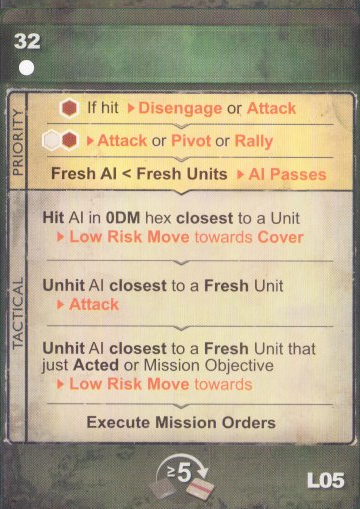 32
PRIORITY
If hit ▸Disengage or Attack
▸Attack or Pivot or Rally
Fresh AI < Fresh Units ▸AI Passes
TACTICAL
Hit AI in 0DM hex closest to a Unit
▸Low Risk Move towards Cover
Unhit AI closest to a Fresh Unit
▸Attack
Unhit AI closest to a Fresh Unit that
just Acted or Mission Objective
▸Low Risk Move towards
Execute Mission Orders
≥5
L05